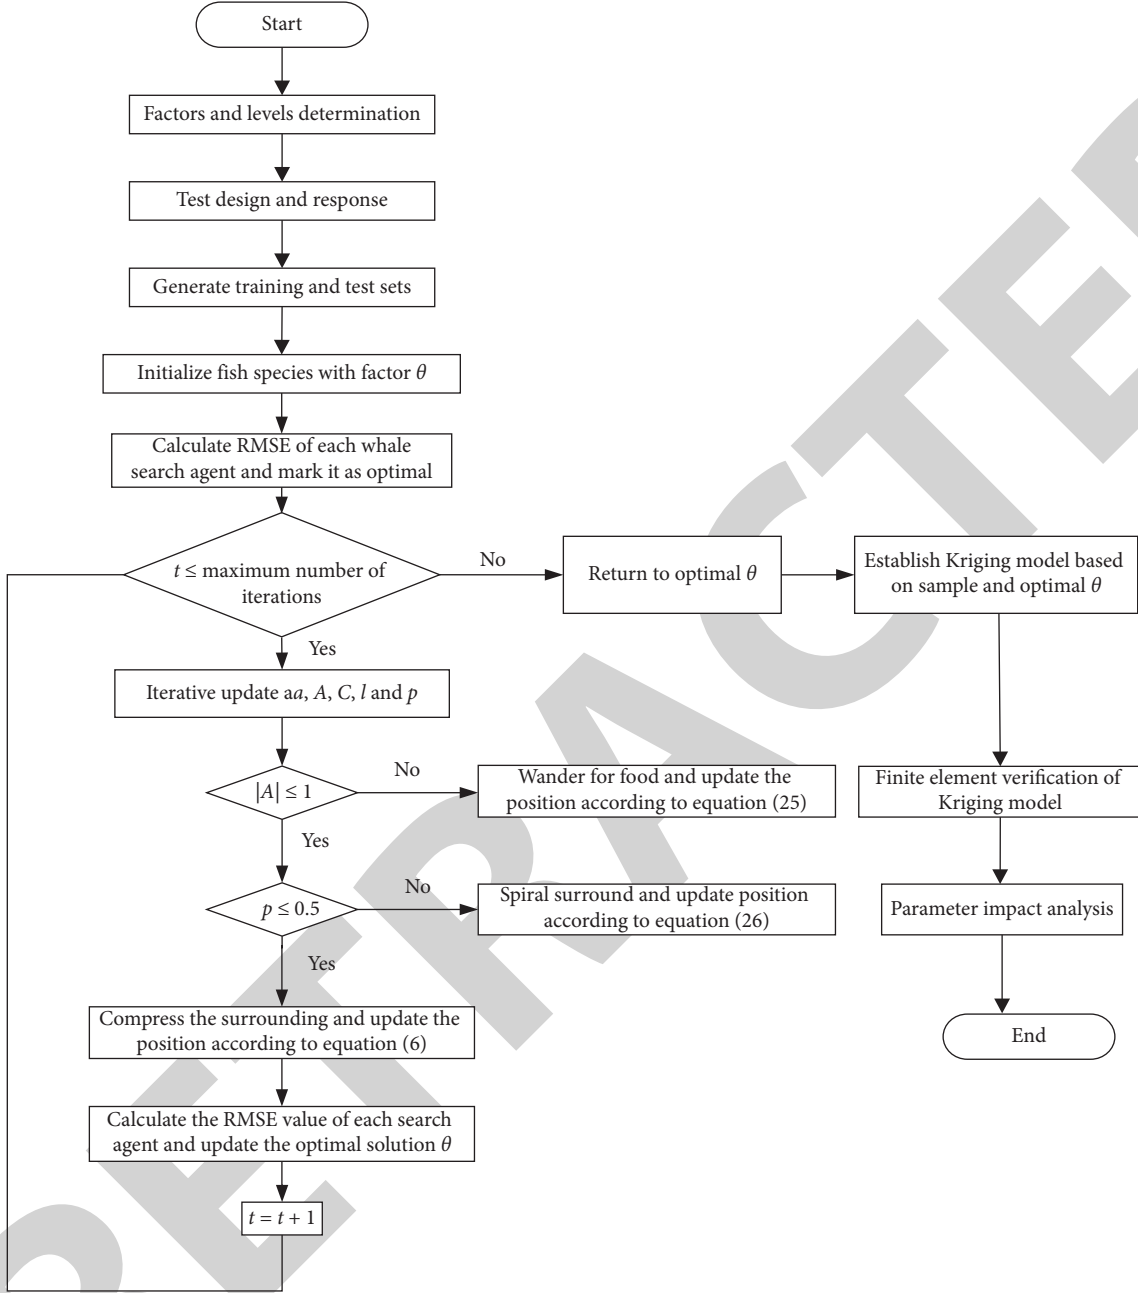 Start
Factors and levels determination
Test design and response
Generate training and test sets
Initialize fish species with factor θ
Calculate RMSE of each whale
search agent and mark it as optimal
t ≤ maximum number of
iterations
No
Return to optimal θ
Establish Kriging model based
on sample and optimal θ
Yes
Iterative update aa, A, C, l and p
|A| ≤ 1
No
Wander for food and update the
position according to equation (25)
Finite element verification of
Kriging model
Yes
p ≤ 0.5
No
Spiral surround and update position
according to equation (26)
Parameter impact analysis
Yes
Compress the surrounding and update the
position according to equation (6)
End
Calculate the RMSE value of each search
agent and update the optimal solution θ
t = t + 1
RETRACTE